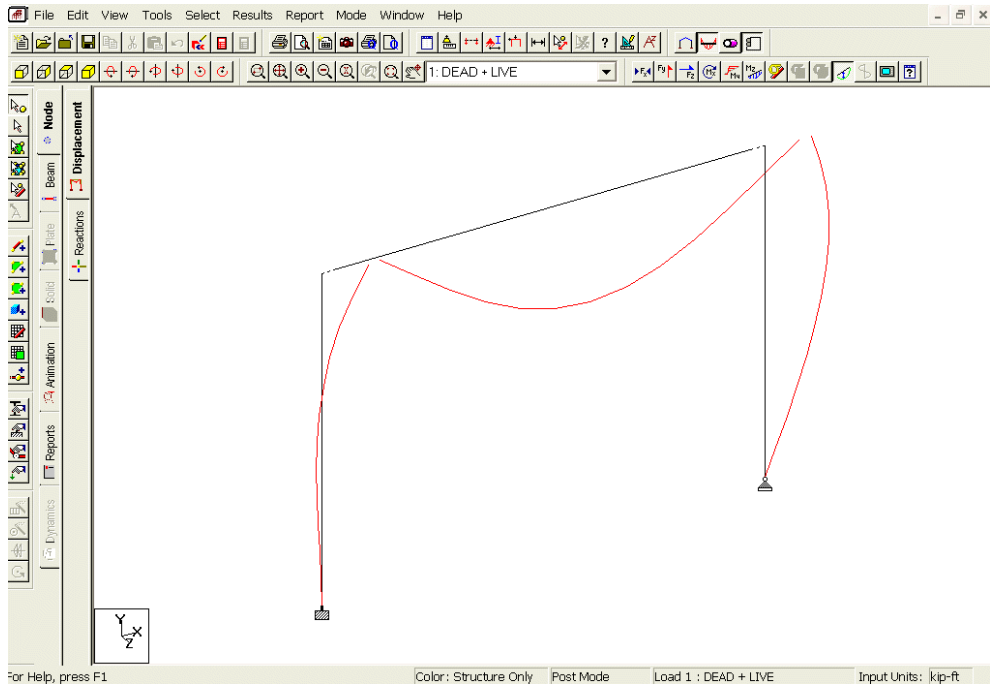 File Edit View Tools Select Results Report Mode Window Help
1: DEAD + LIVE
Node
Beam
Plate
Solid
Animation
Reports
Dynamics
Displacement
Reactions
Y
X
Z
For Help, press F1 Color: Structure Only Post Mode Load 1 : DEAD + LIVE Input Units: kip-ft